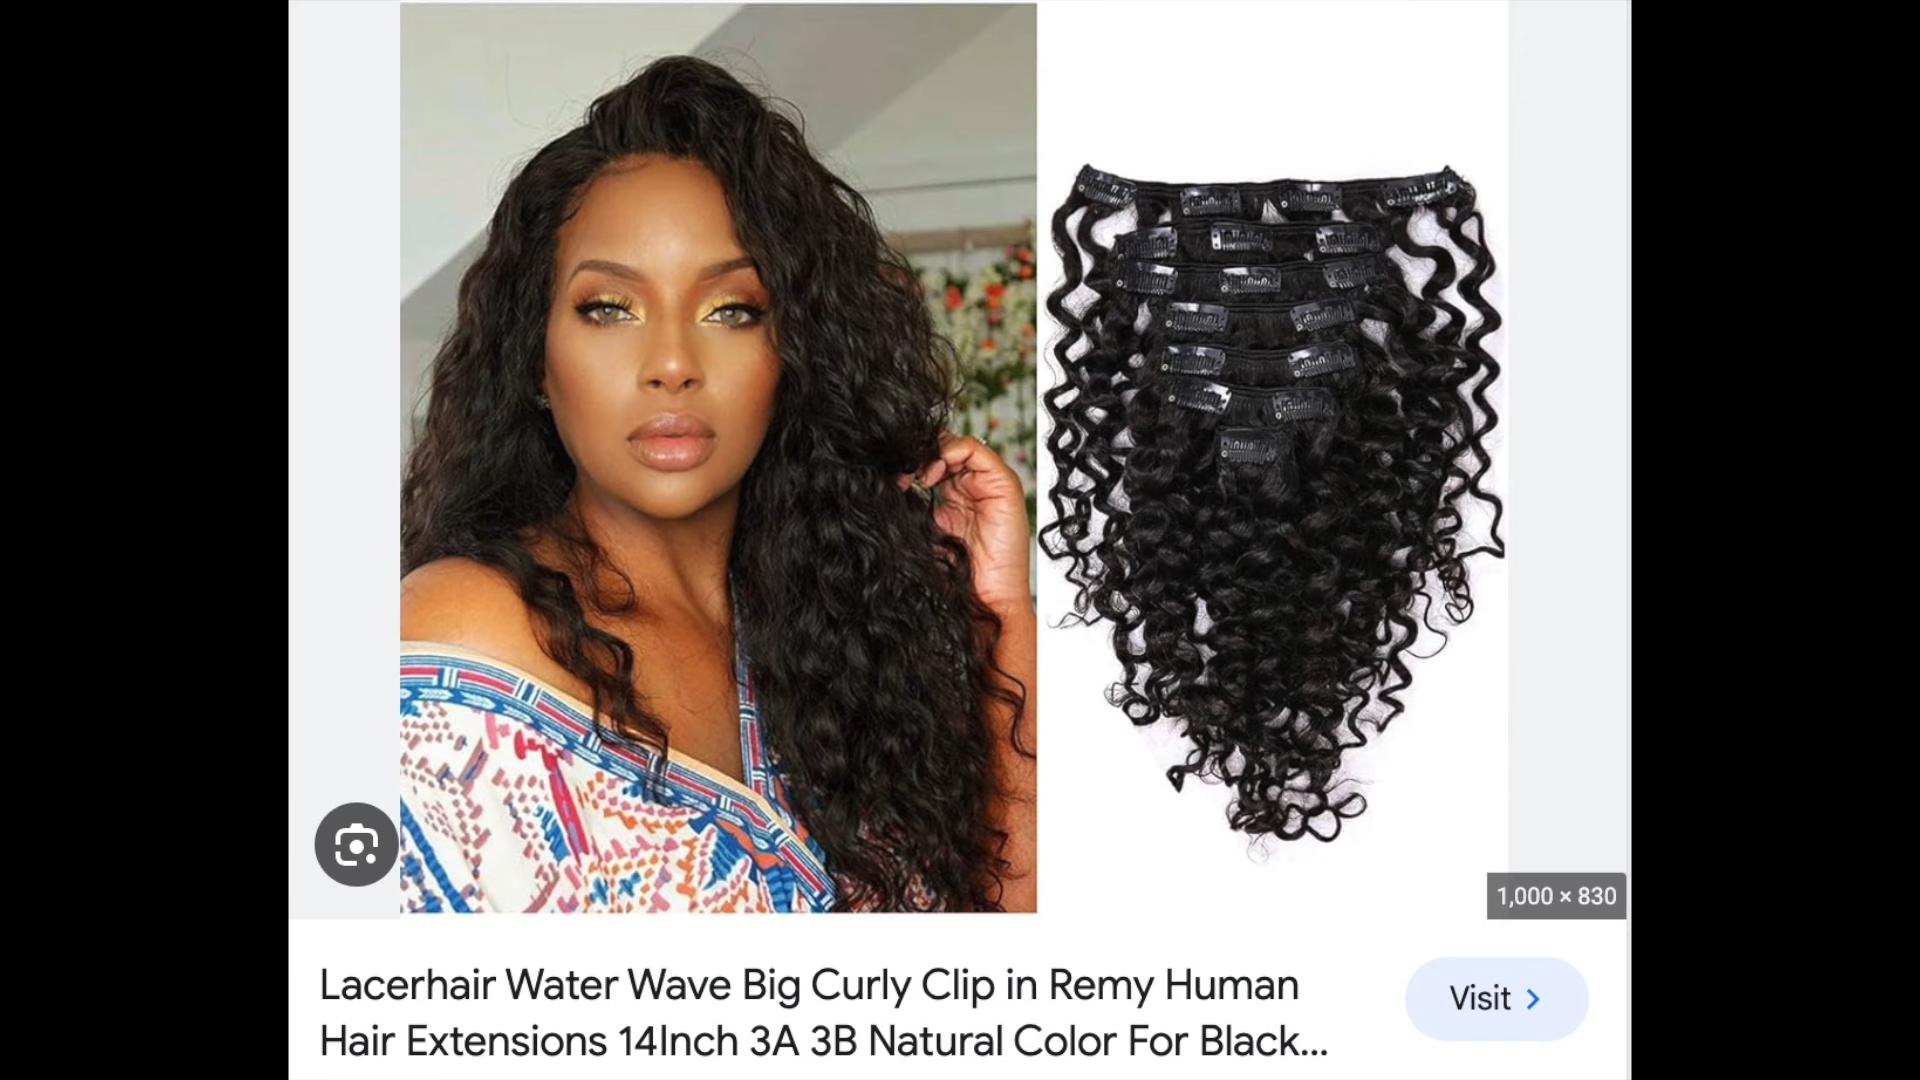 1,000 × 830
Lacerhair Water Wave Big Curly Clip in Remy Human
Hair Extensions 14Inch 3A 3B Natural Color For Black...
Visit